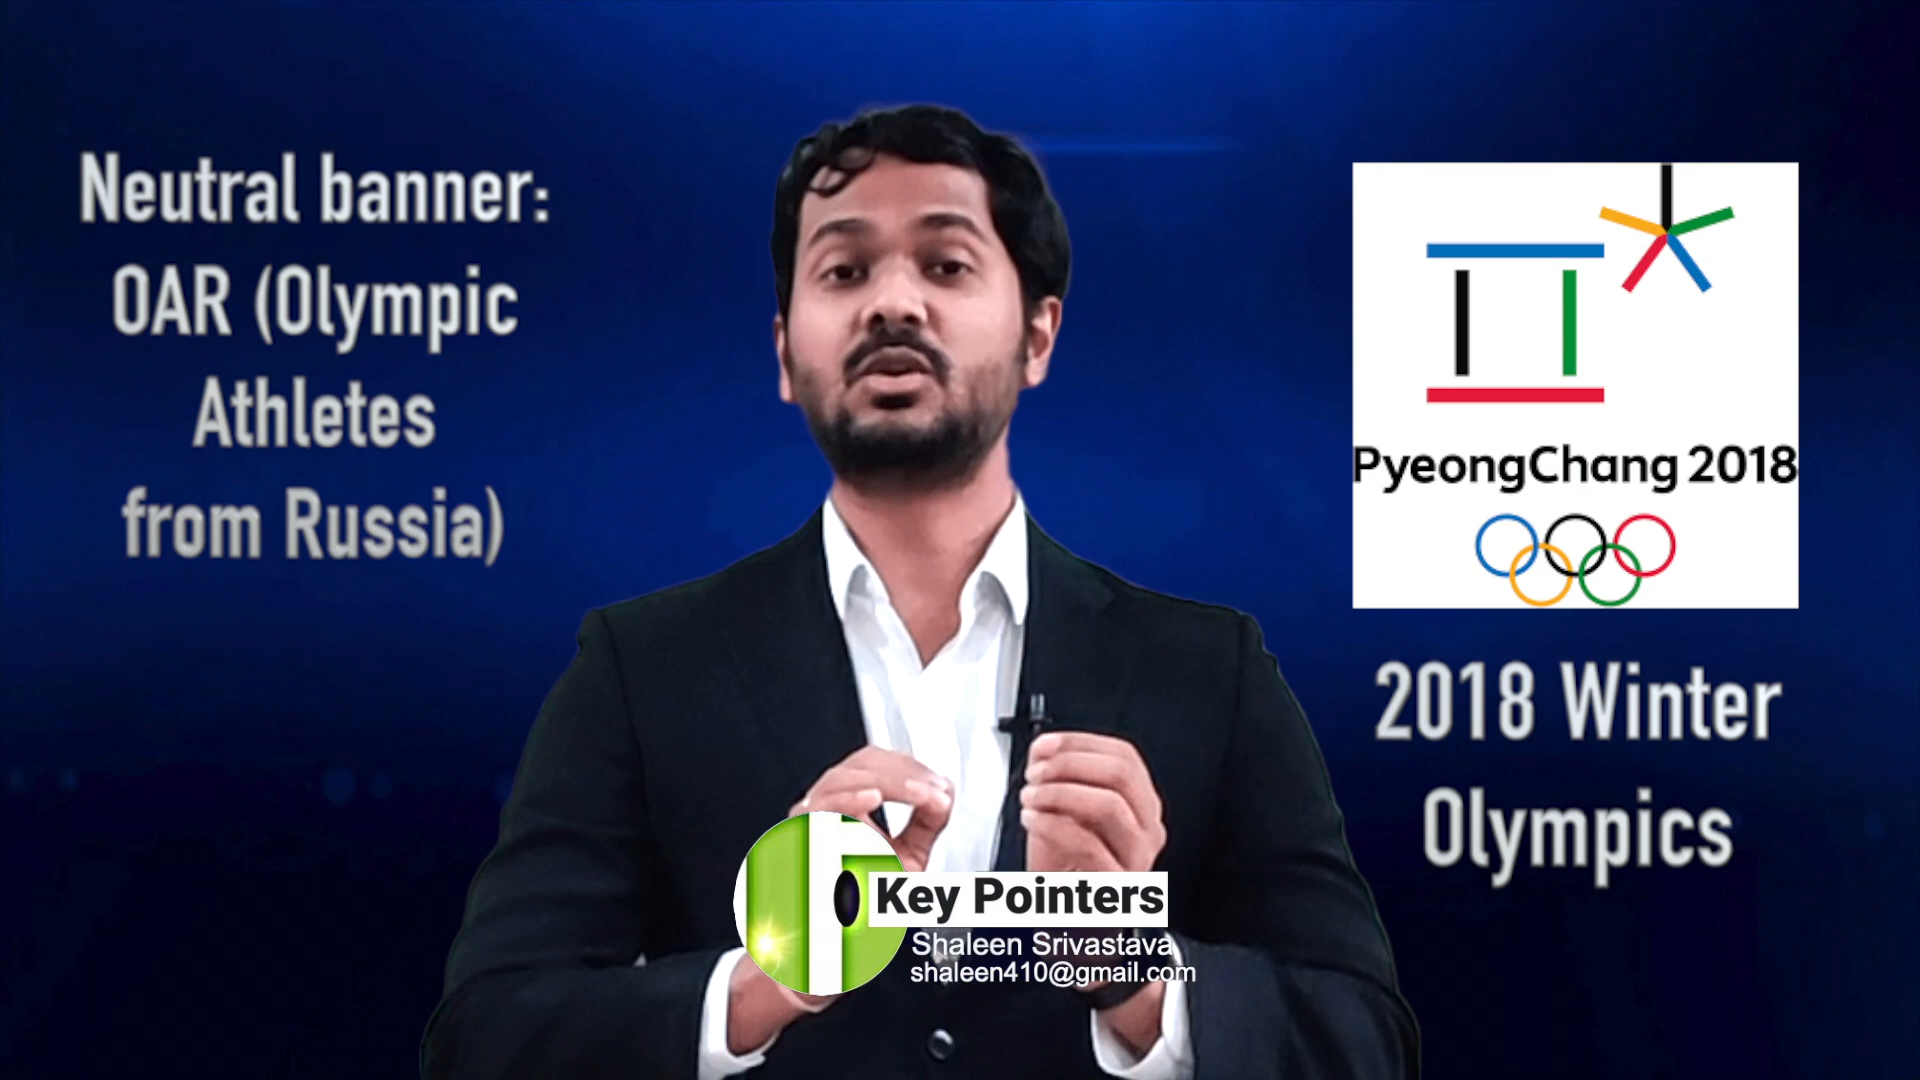 Neutral banner:
OAR (Olympic
Athletes
from Russia)
PyeongChang 2018
2018 Winter
Olympics
Key Pointers
Shaleen Srivastava
shaleen410@gmail.com